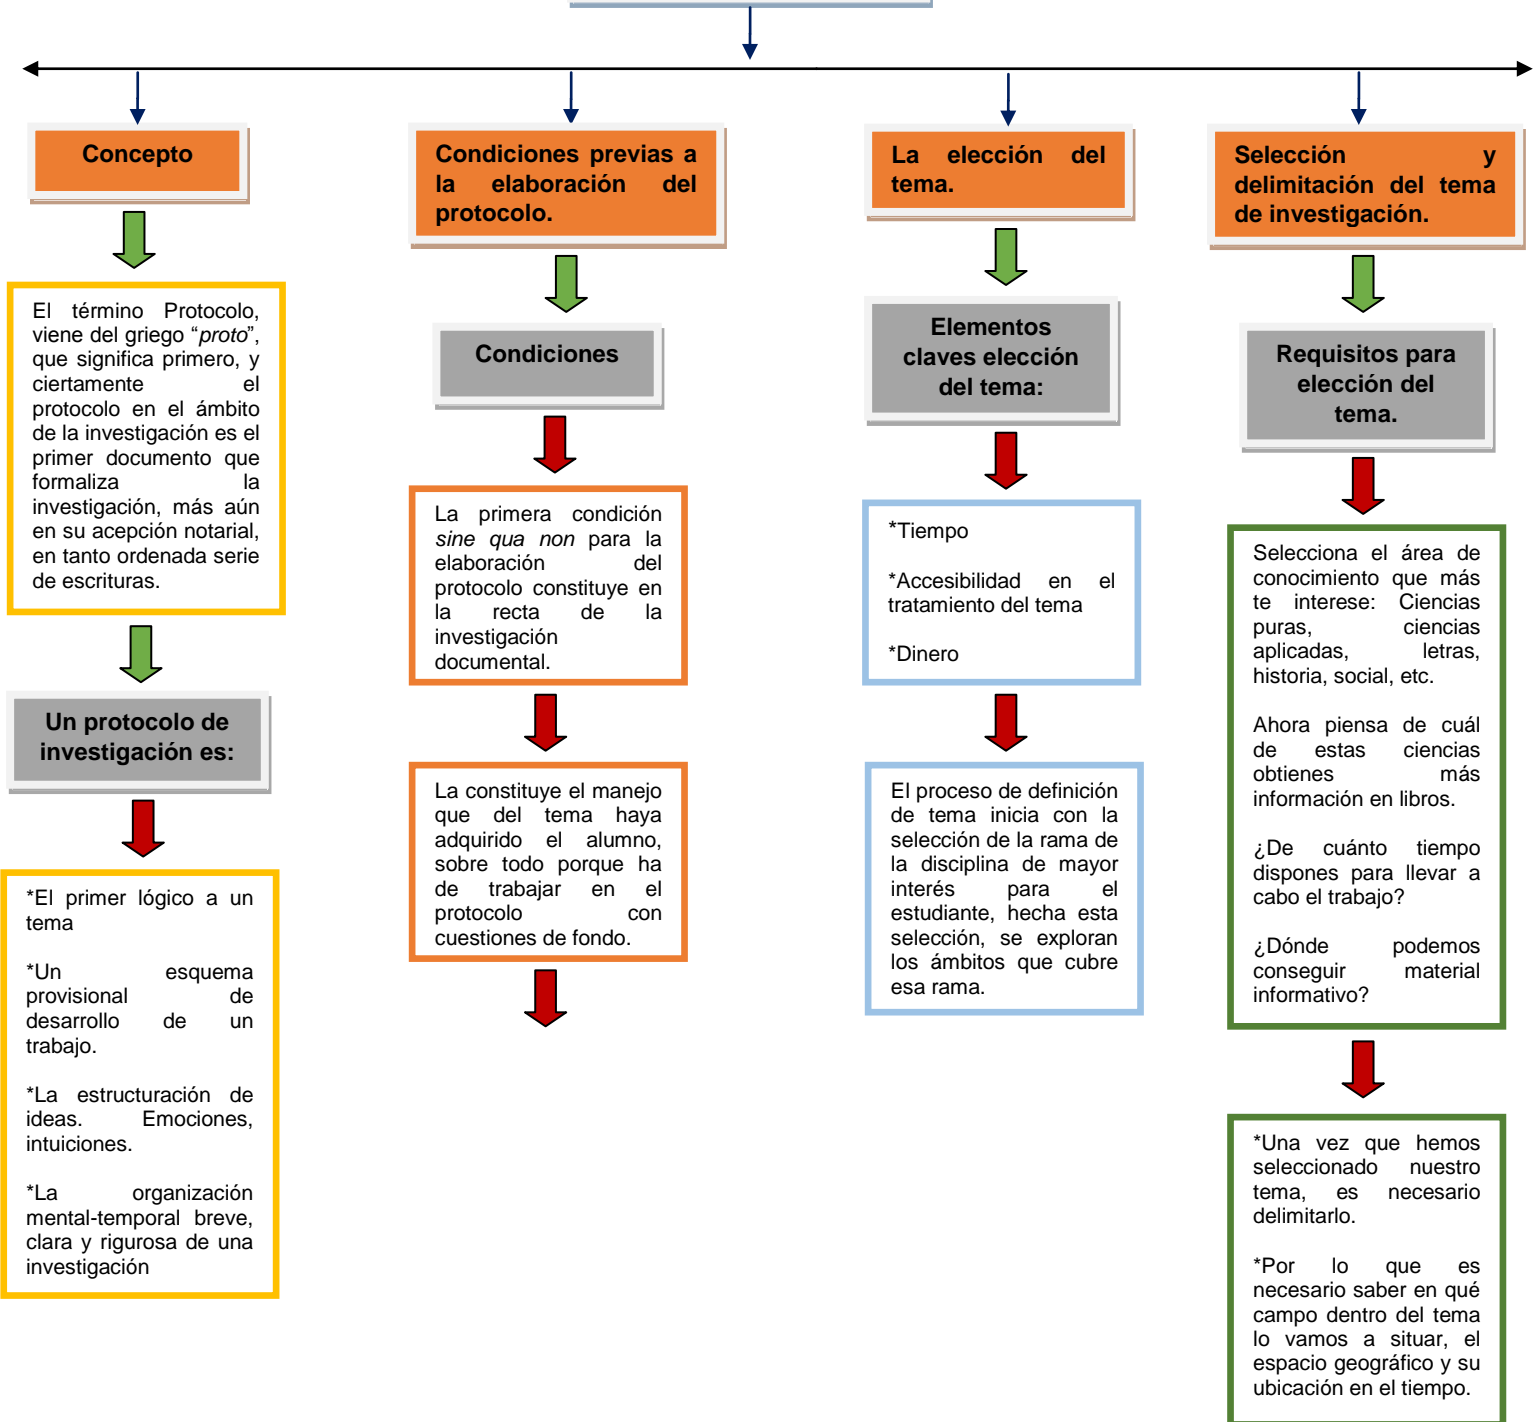 Concepto
El término Protocolo,
viene del griego “proto”,
que significa primero, y
ciertamente el
protocolo en el ámbito
de la investigación es el
primer documento que
formaliza la
investigación, más aún
en su acepción notarial,
en tanto ordenada serie
de escrituras.
Un protocolo de
investigación es:
*El primer lógico a un
tema
*Un esquema
provisional de
desarrollo de un
trabajo.
*La estructuración de
ideas. Emociones,
intuiciones.
*La organización
mental-temporal breve,
clara y rigurosa de una
investigación
Condiciones previas a
la elaboración del
protocolo.
Condiciones
La primera condición
sine qua non para la
elaboración del
protocolo constituye en
la recta de la
investigación
documental.
La constituye el manejo
que del tema haya
adquirido el alumno,
sobre todo porque ha
de trabajar en el
protocolo con
cuestiones de fondo.
La elección del
tema.
Elementos
claves elección
del tema:
*Tiempo
*Accesibilidad en el
tratamiento del tema
*Dinero
El proceso de definición
de tema inicia con la
selección de la rama de
la disciplina de mayor
interés para el
estudiante, hecha esta
selección, se exploran
los ámbitos que cubre
esa rama.
Selección y
delimitación del tema
de investigación.
Requisitos para
elección del
tema.
Selecciona el área de
conocimiento que más
te interese: Ciencias
puras, ciencias
aplicadas, letras,
historia, social, etc.
Ahora piensa de cuál
de estas ciencias
obtienes más
información en libros.
¿De cuánto tiempo
dispones para llevar a
cabo el trabajo?
¿Dónde podemos
conseguir material
informativo?
*Una vez que hemos
seleccionado nuestro
tema, es necesario
delimitarlo.
*Por lo que es
necesario saber en qué
campo dentro del tema
lo vamos a situar, el
espacio geográfico y su
ubicación en el tiempo.